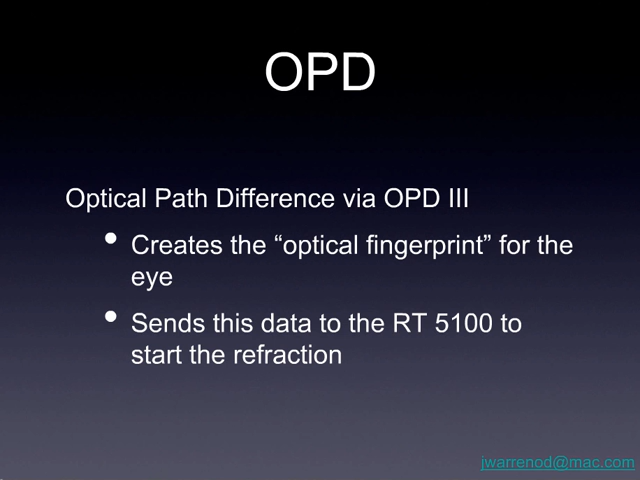 OPD
Optical Path Difference via OPD III
• Creates the “optical fingerprint” for the
eye
• Sends this data to the RT 5100 to
start the refraction
jwarrenod@mac.com